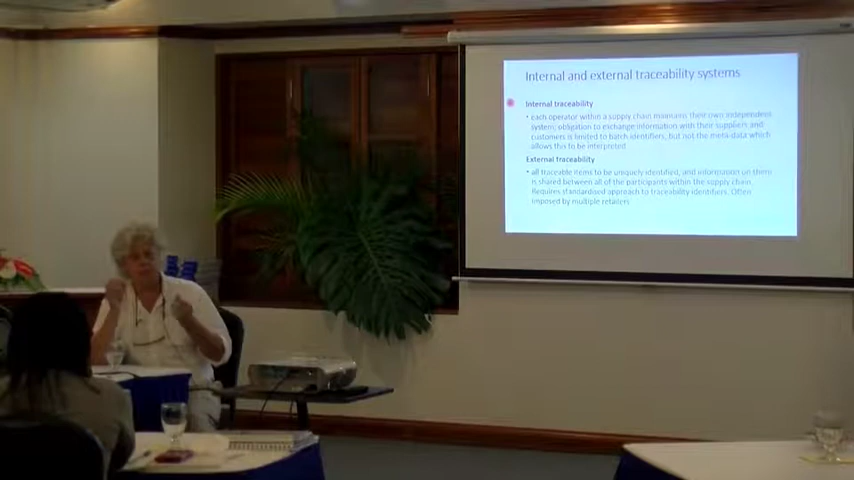 Internal and external traceability systems
Internal traceability
• each operator within a supply chain maintains their own independent
system, obligation to exchange information with their suppliers and
customers is limited to batch identifiers, but not the meta-data which
allows this to be interpreted
External traceability
• all traceable items to be uniquely identified, and information on them
is shared between all of the participants within the supply chain.
Requires standardised approach to traceability identifiers. Often
imposed by multiple retailers